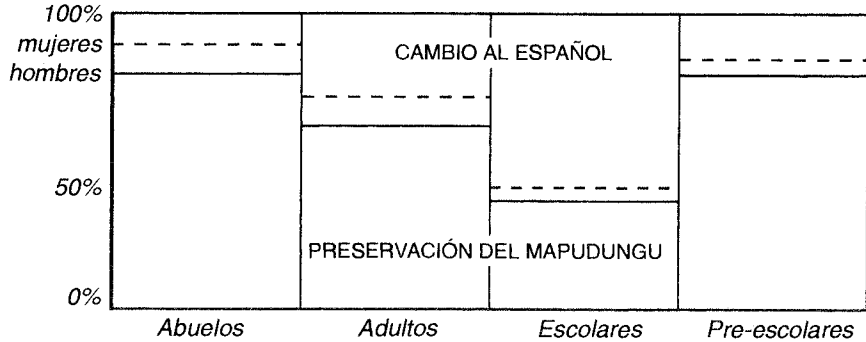 100%
mujeres
hombres
CAMBIO AL ESPAÑOL
50%
PRESERVACIÓN DEL MAPUDUNGU
0%
Abuelos Adultos Escolares Pre-escolares